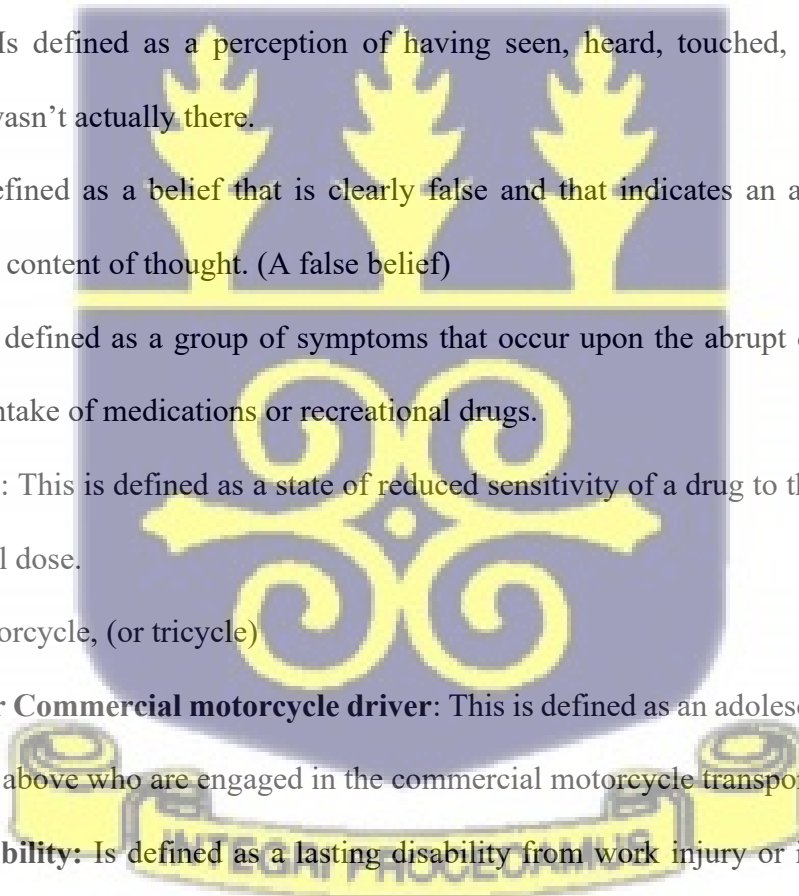 Is defined as a perception of having seen, heard, touched,
wasn't actually there.
efined as a belief that is clearly false and that indicates an a
content of thought. (A false belief)
defined as a group of symptoms that occur upon the abrupt
ntake of medications or recreational drugs.
: This is defined as a state of reduced sensitivity of a drug to th
l dose.
orcycle, (or tricycle)
r Commercial motorcycle driver: This is defined as an adolesc
above who are engaged in the commercial motorcycle transpor
bility: Is defined as a lasting disability from work injury or i
INTEGRI PROCEDAMUS